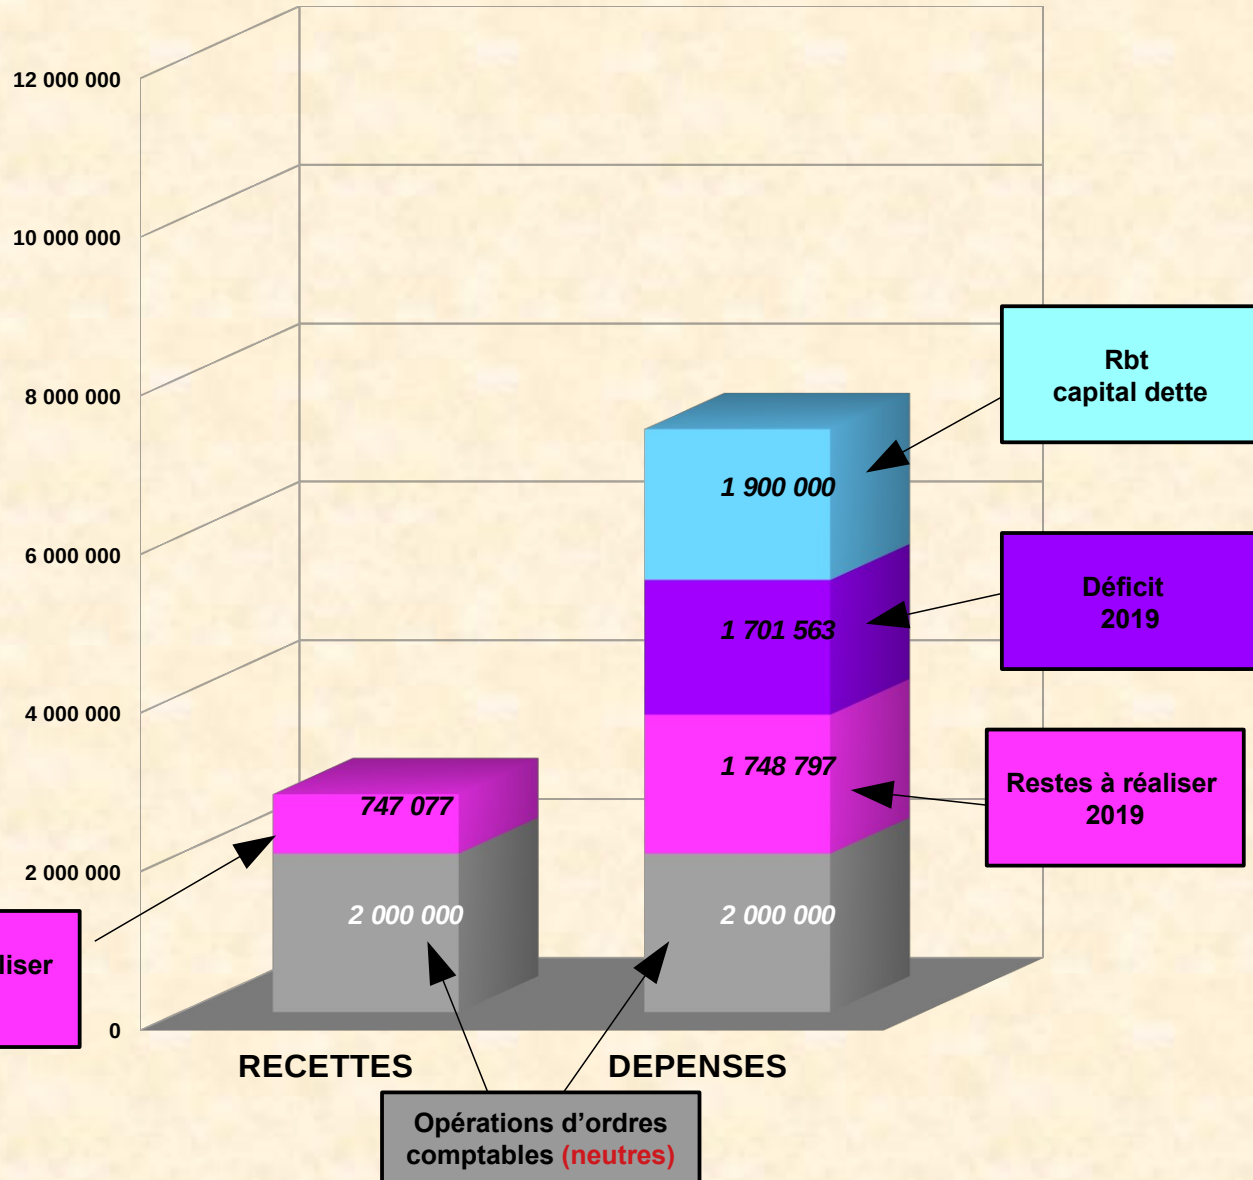 12 000 000
10 000 000
8 000 000
6 000 000
4 000 000
2 000 000
0
Rbt
capital dette
1 900 000
Déficit
2019
1 701 563
Restes à réaliser
2019
1 748 797
747 077
2 000 000
2 000 000
RECETTES
DEPENSES
Opérations d’ordres
comptables (neutres)